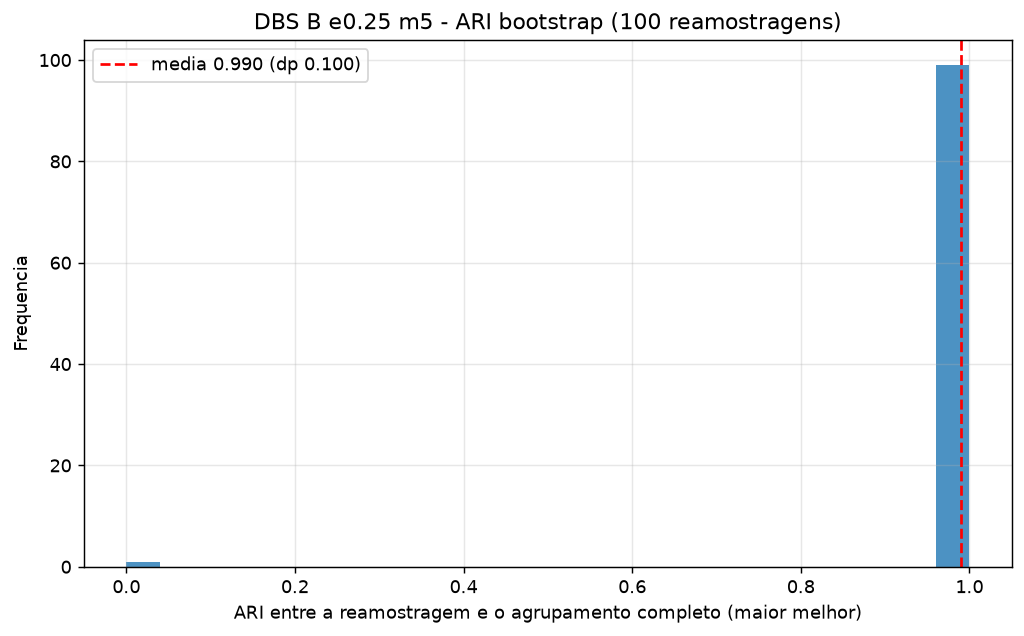 DBS B e0.25 m5 - ARI bootstrap (100 reamostragens)
media 0.990 (dp 0.100)
Frequencia
100
80
60
40
20
0
0.0 0.2 0.4 0.6 0.8 1.0
ARI entre a reamostragem e o agrupamento completo (maior melhor)